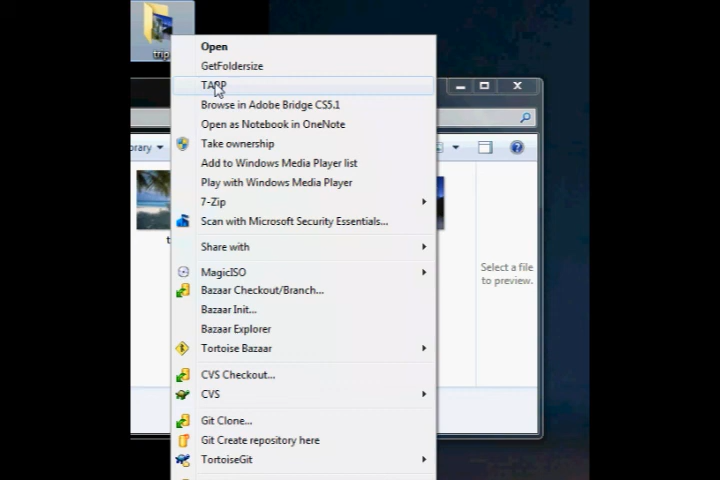 trip
Open
GetFoldersize
TARP
Browse in Adobe Bridge CS5.1
Open as Notebook in OneNote
Take ownership
Add to Windows Media Player list
Play with Windows Media Player
7-Zip
Scan with Microsoft Security Essentials...
Share with
MagicISO
Bazaar Checkout/Branch...
Bazaar Init...
Bazaar Explorer
Tortoise Bazaar
CVS Checkout...
CVS
Git Clone...
Git Create repository here
TortoiseGit
Select a file
to preview.